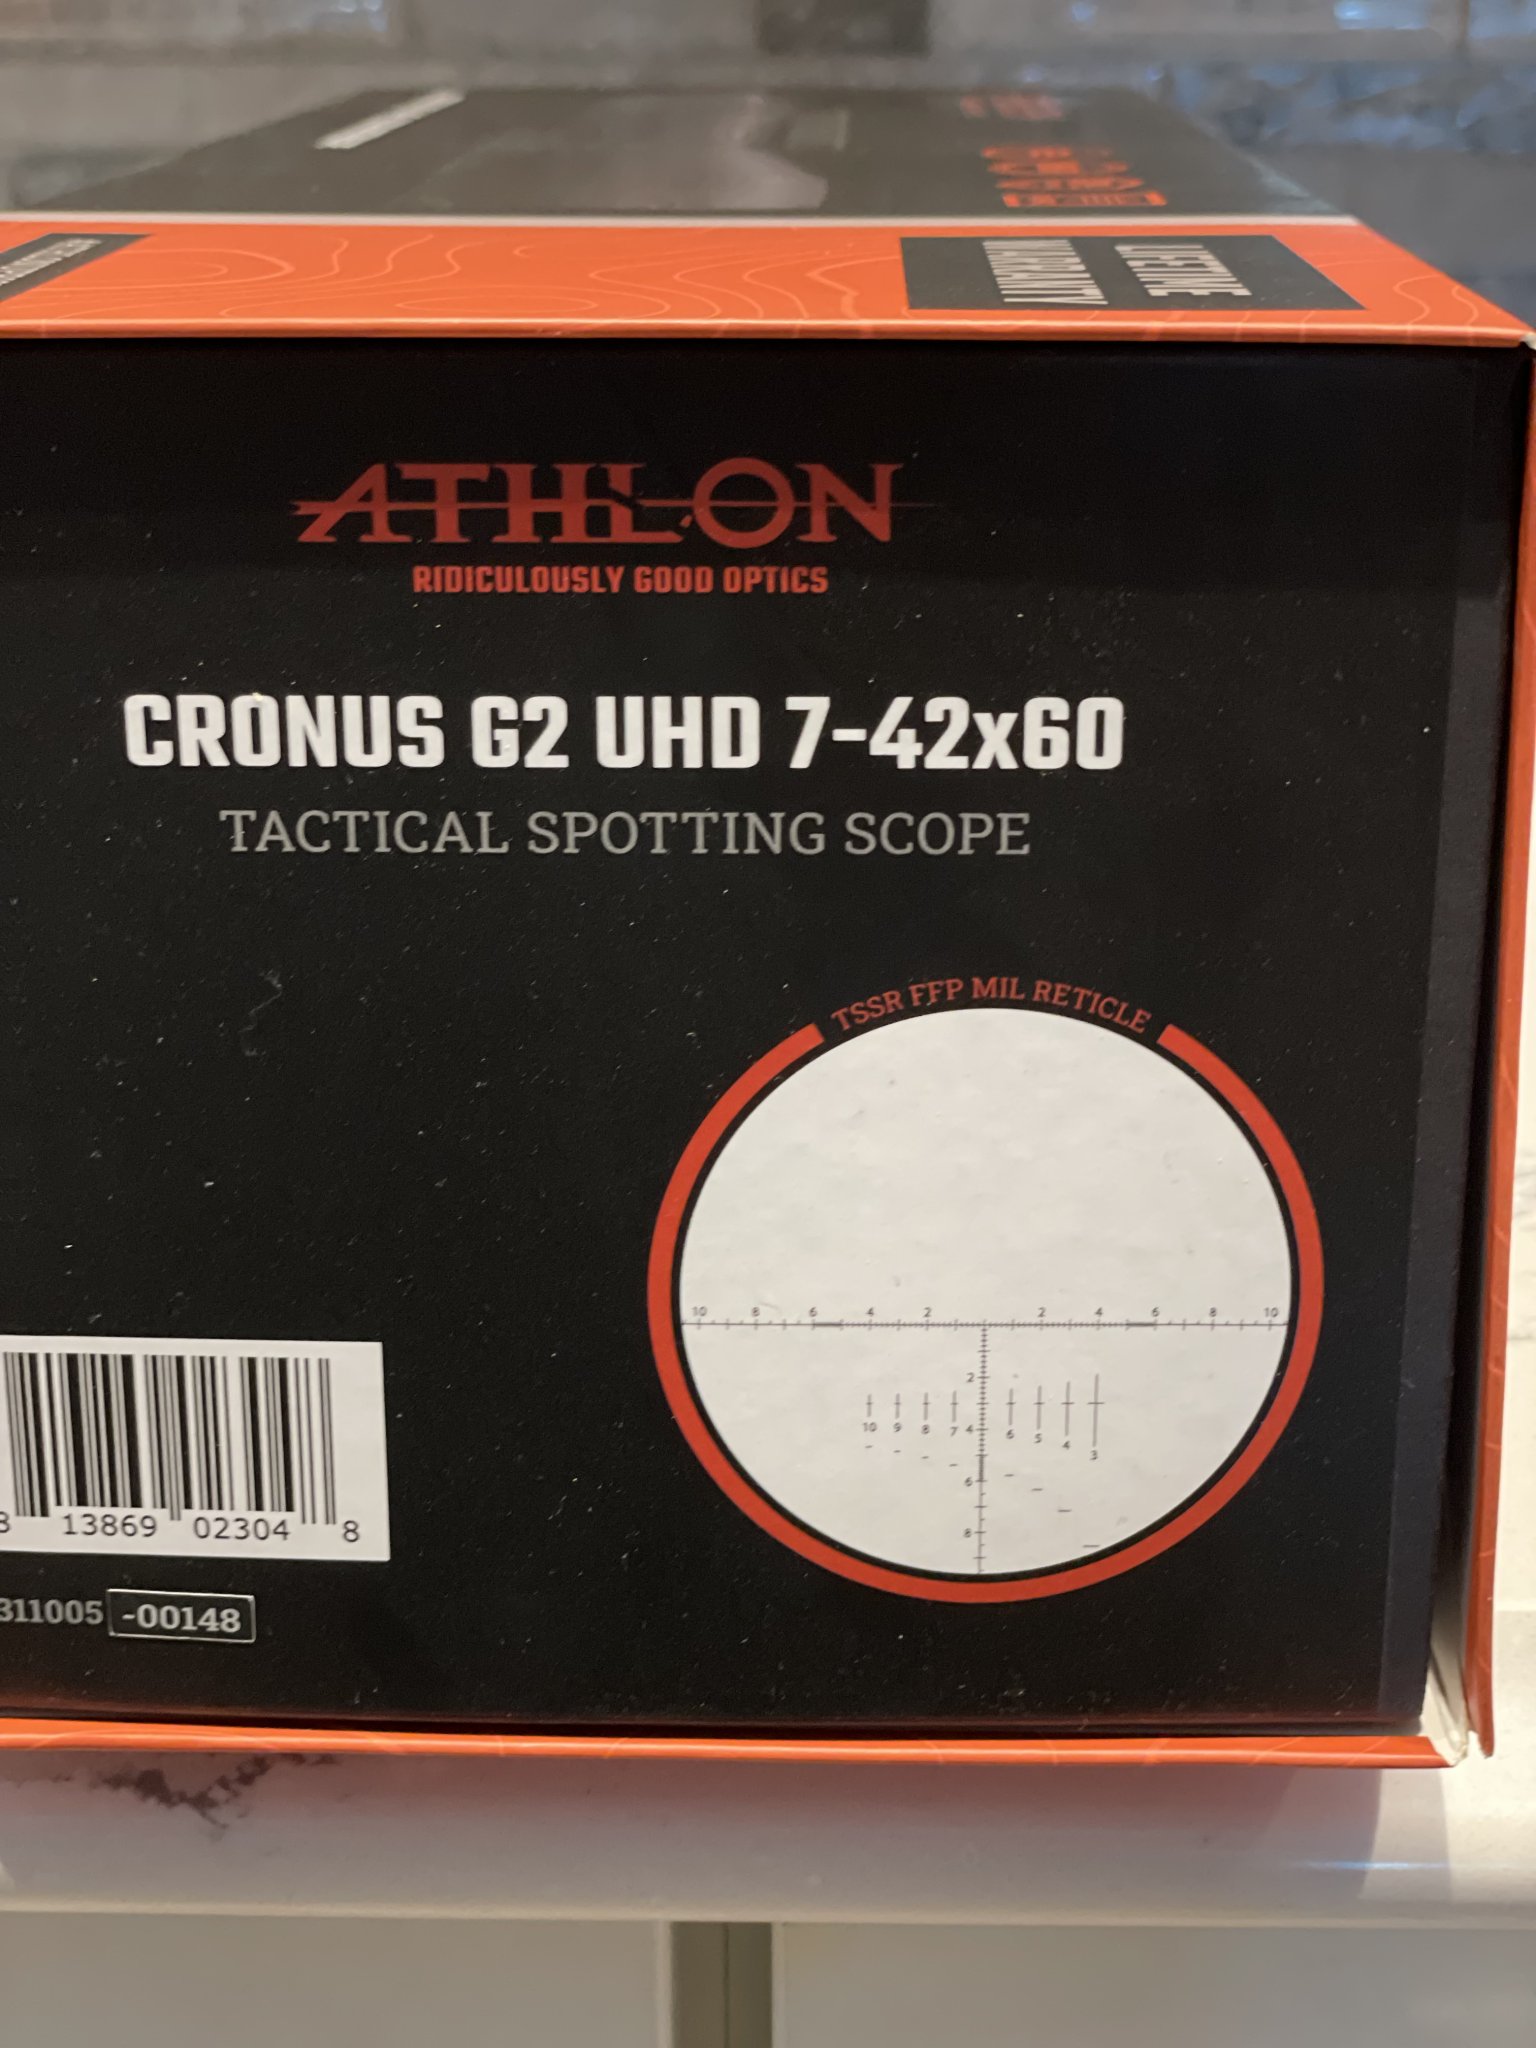 LIFETIME
WARRANTY
ATHLON
RIDICULOUSLY GOOD OPTICS
CRONUS G2 UHD 7-42x60
TACTICAL SPOTTING SCOPE
TSSR FFP MIL RETICLE
10 8 6 4 2 2 4 6 8 10
2
10 9 8 7 4 6 5 4 3
6
8
8 13869 02304 8
311005 -00148